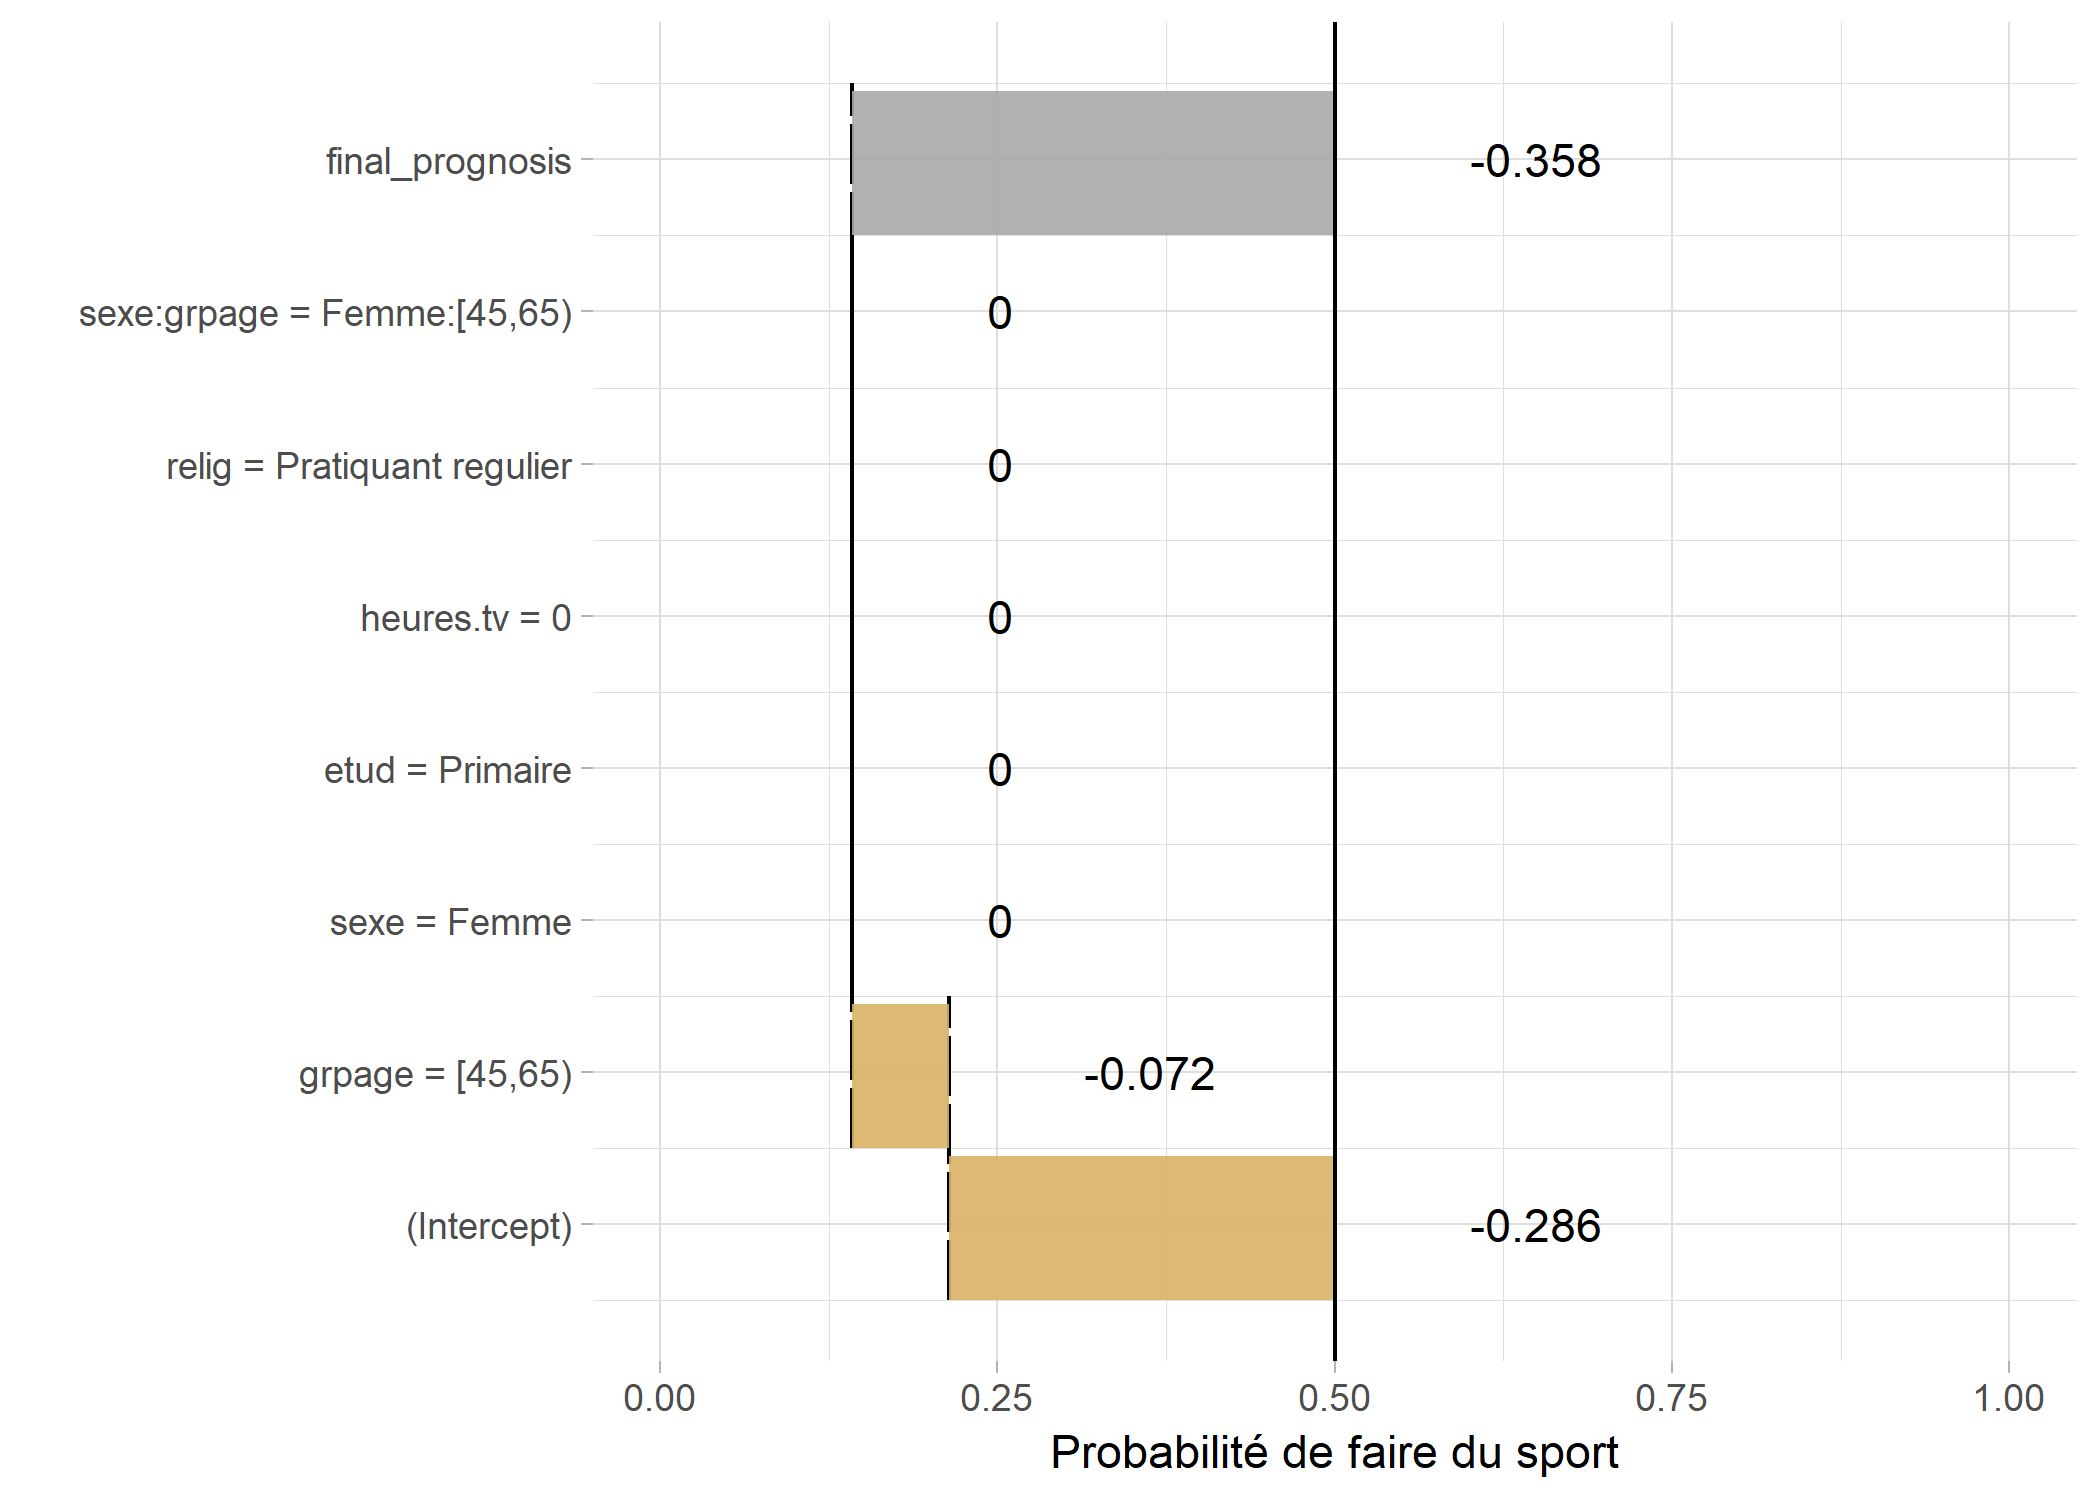 final_prognosis -0.358
sexe:grpage = Femme:[45,65) 0
relig = Pratiquant regulier 0
heures.tv = 0 0
etud = Primaire 0
sexe = Femme 0
grpage = [45,65) -0.072
(Intercept) -0.286
0.00 0.25 0.50 0.75 1.00
Probabilité de faire du sport